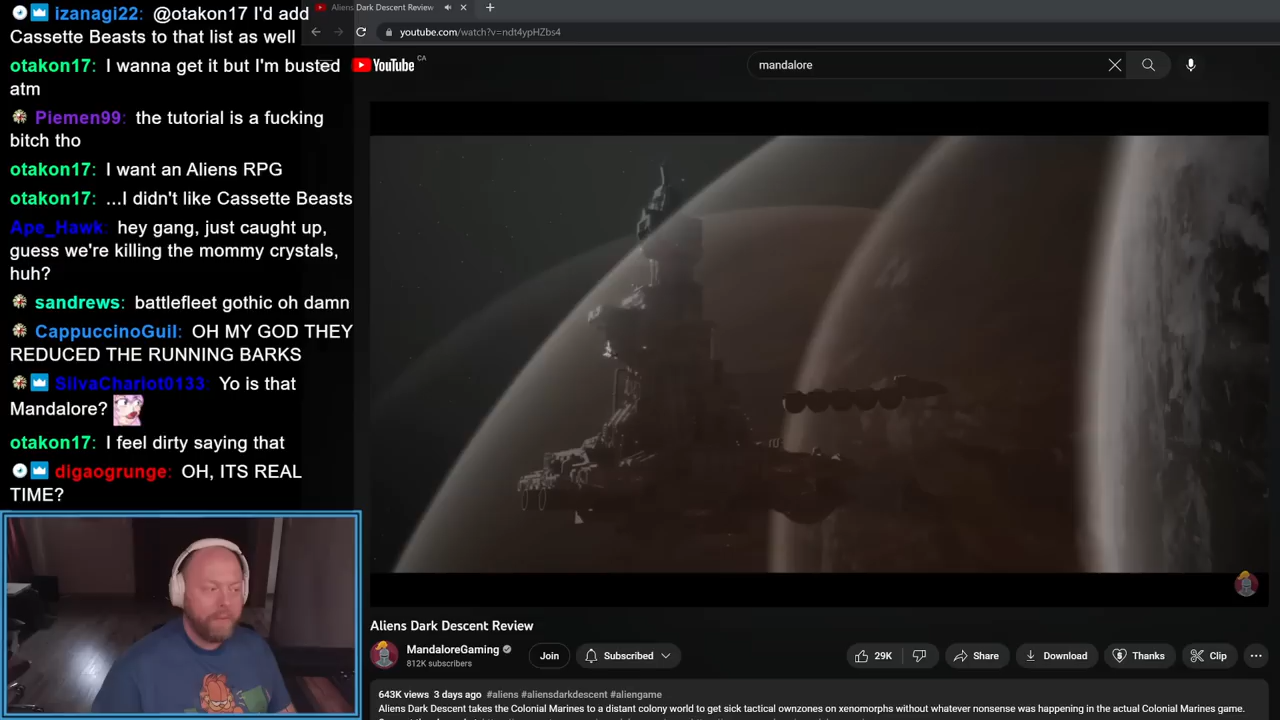 izanagi22: @otakon17 I'd add
Cassette Beasts to that list as well
otakon17: I wanna get it but I'm busted
atm
Piemen99: the tutorial is a fucking
bitch tho
otakon17: I want an Aliens RPG
otakon17: ...I didn't like Cassette Beasts
Ape_Hawk: hey gang, just caught up,
guess we're killing the mommy crystals,
huh?
sandrews: battlefleet gothic oh damn
CappuccinoGuil: OH MY GOD THEY
REDUCED THE RUNNING BARKS
SilvaChariot0133 Yo is that
Mandalore?
otakon17: I feel dirty saying that
digaogrunge: OH, ITS REAL
TIME?
Aliens Dark Descent Review
youtube.com/watch?v=ndt4ypHZbs4
YouTube CA
mandalore
Aliens Dark Descent Review
MandaloreGaming
812K subscribers
Join
Subscribed
29K
Share
Download
Thanks
Clip
643K views 3 days ago #aliens #aliensdarkdescent #aliengame
Aliens Dark Descent takes the Colonial Marines to a distant colony world to get sick tactical ownzones on xenomorphs without whatever nonsense was happening in the actual Colonial Marines game.